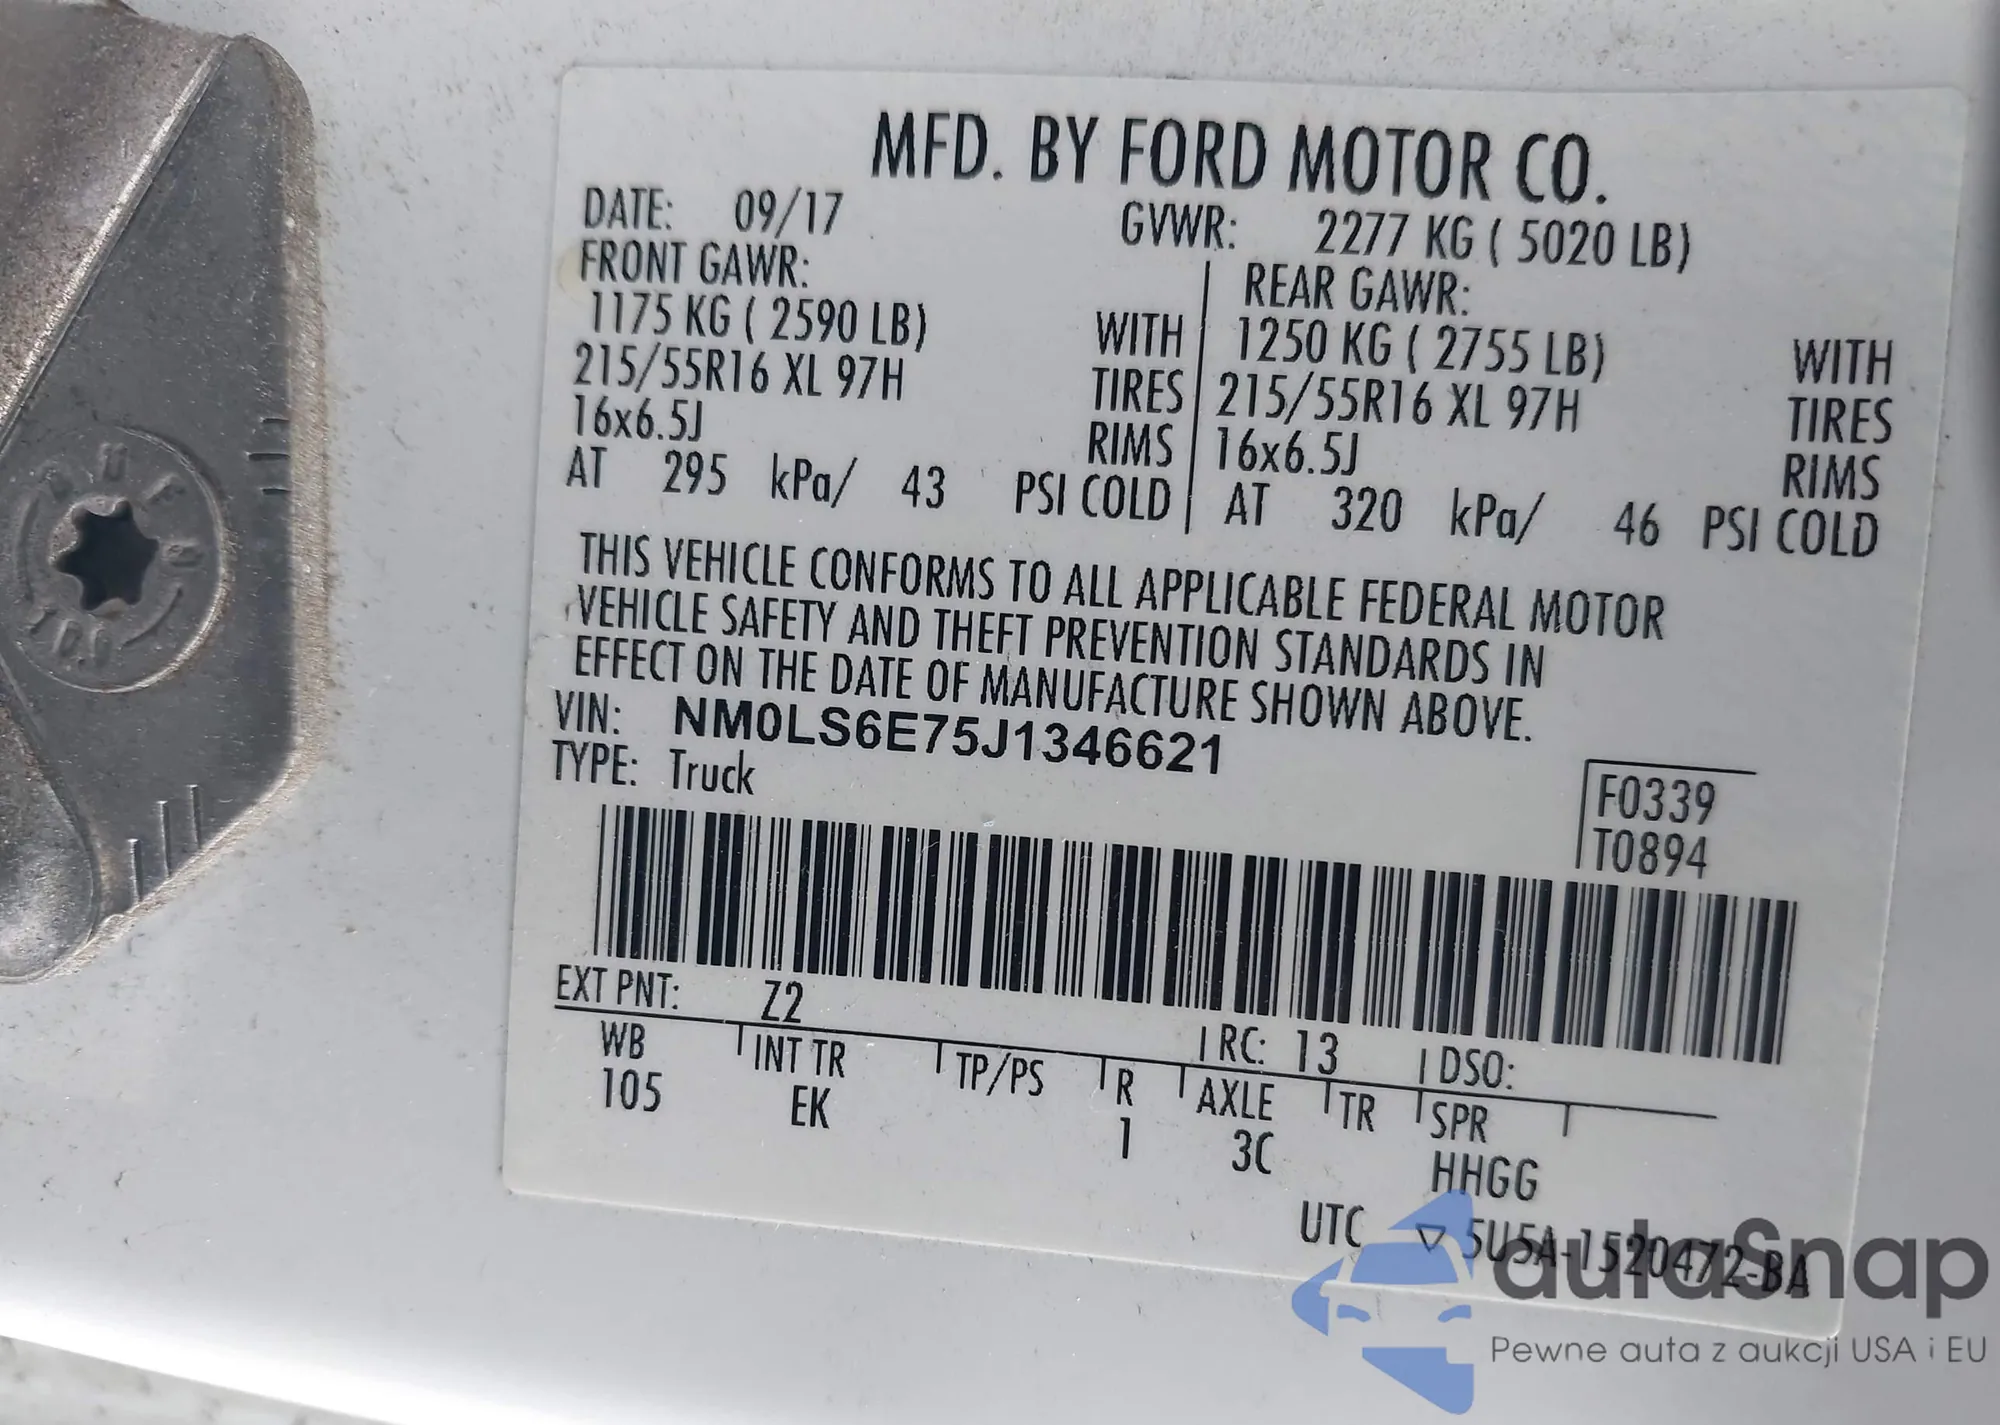 MFD. BY FORD MOTOR CO.
DATE: 09/17 GVWR: 2277 KG ( 5020 LB)
FRONT GAWR: REAR GAWR:
1175 KG ( 2590 LB) WITH 1250 KG ( 2755 LB) WITH
215/55R16 XL 97H TIRES 215/55R16 XL 97H TIRES
16x6.5J RIMS 16x6.5J RIMS
AT 295 kPa/ 43 PSI COLD AT 320 kPa/ 46 PSI COLD
THIS VEHICLE CONFORMS TO ALL APPLICABLE FEDERAL MOTOR
VEHICLE SAFETY AND THEFT PREVENTION STANDARDS IN
EFFECT ON THE DATE OF MANUFACTURE SHOWN ABOVE.
VIN: NM0LS6E75J1346621
TYPE: Truck
F0339
T0894
EXT PNT: Z2 RC: 13 DSO:
WB INT TR TP/PS R AXLE TR SPR
105 EK 1 3C HHGG
UTC ▽ 5U5A-1520472-BA
autaSnap
Pewne auta z aukcji USA i EU